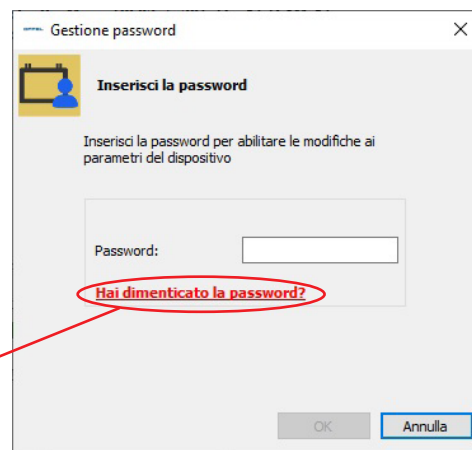 Gestione password
Inserisci la password
Inserisci la password per abilitare le modifiche ai
parametri del dispositivo
Password:
Hai dimenticato la password?
OK
Annulla